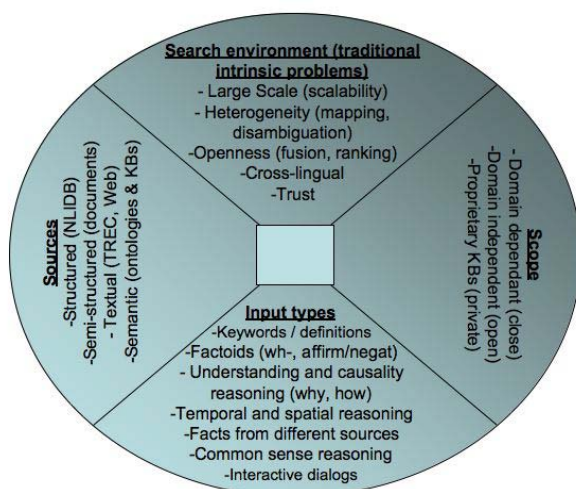 Search environment (traditional
intrinsic problems)
- Large Scale (scalability)
- Heterogeneity (mapping,
disambiguation)
-Openness (fusion, ranking)
-Cross-lingual
-Trust
Sources
-Structured (NLIDB)
-Semi-structured (documents)
- Textual (TREC, Web)
-Semantic (ontologies & KBs)
Scope
- Domain dependant (close)
-Domain independent (open)
-Proprietary KBs (private)
Input types
-Keywords / definitions
-Factoids (wh-, affirm/negat)
- Understanding and causality
reasoning (why, how)
-Temporal and spatial reasoning
-Facts from different sources
-Common sense reasoning
-Interactive dialogs